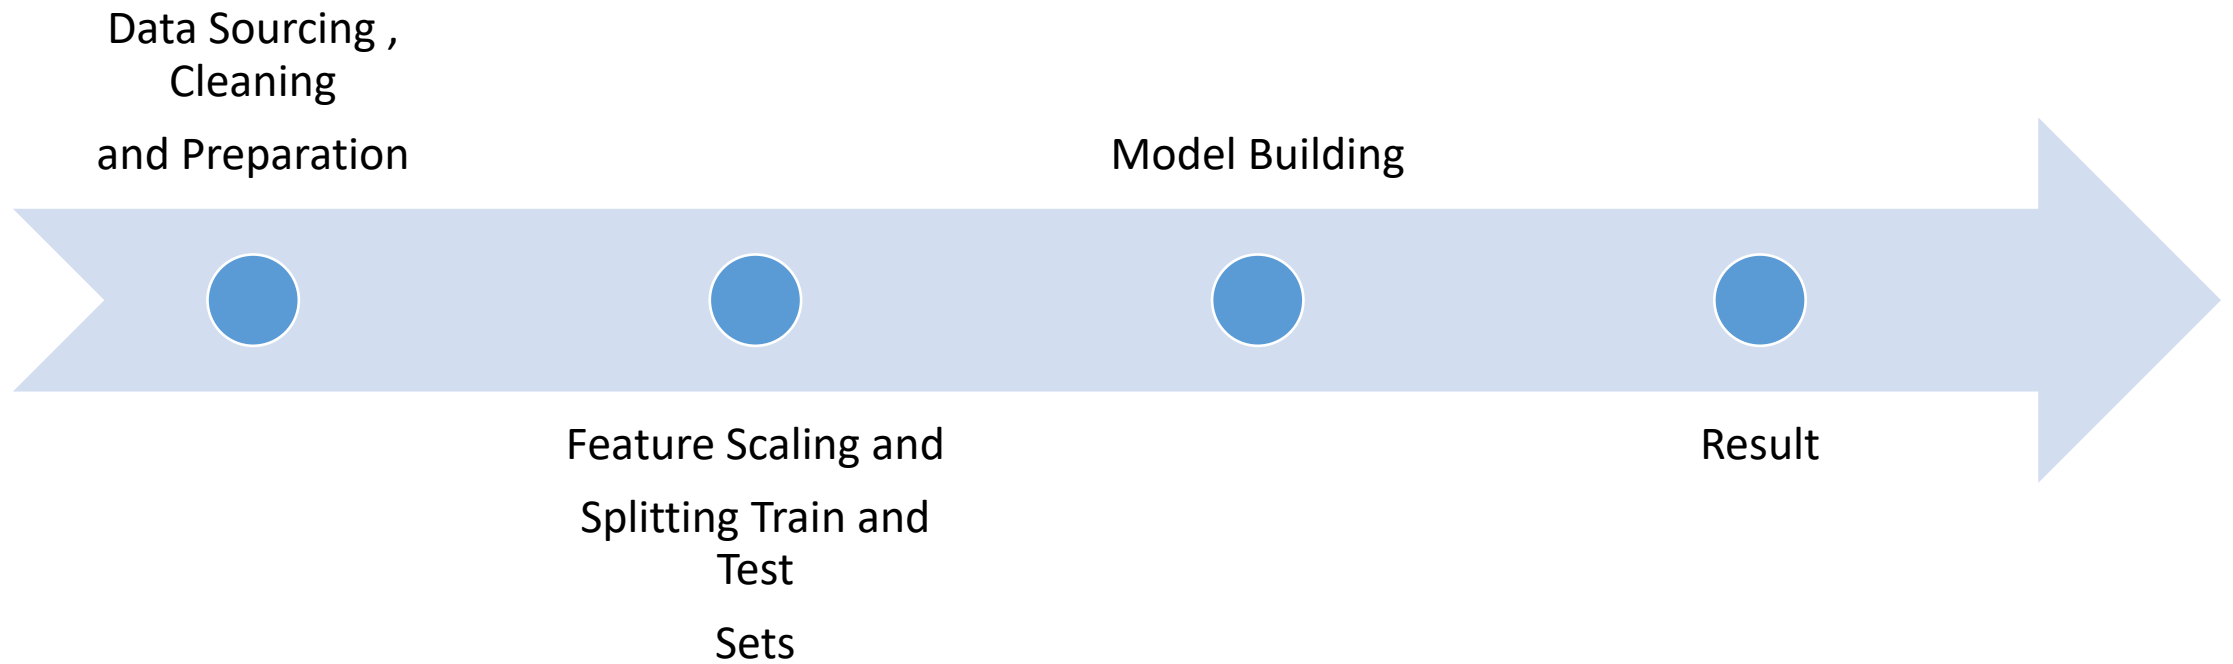 Data Sourcing ,
Cleaning
and Preparation
Feature Scaling and
Splitting Train and
Test
Sets
Model Building
Result